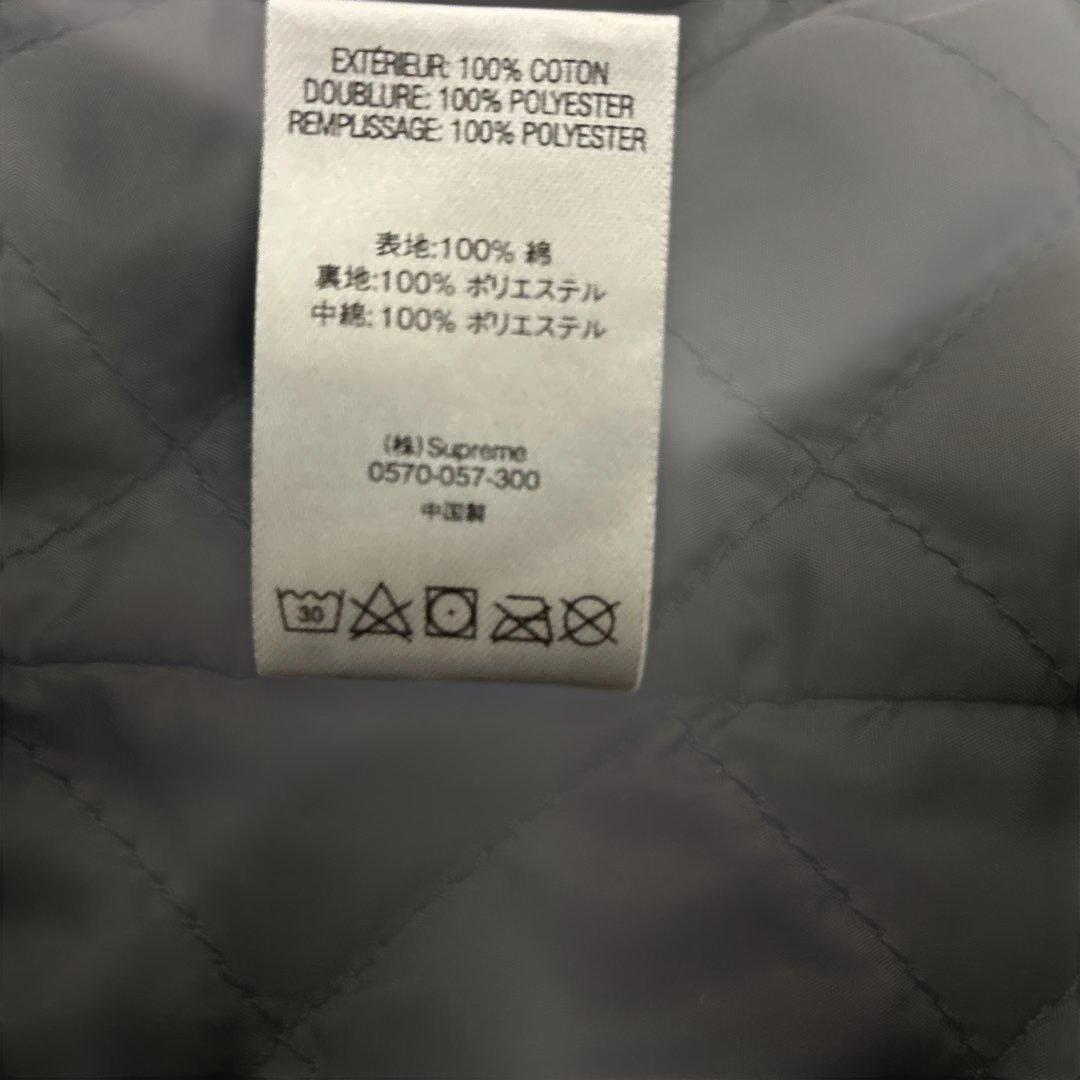 EXTÉRIEUR: 100% COTON
DOUBLURE: 100% POLYESTER
REMPLISSAGE: 100% POLYESTER
表地:100% 綿
裏地:100% ポリエステル
中綿: 100% ポリエステル
(株) Supreme
0570-057-300
中国製
30